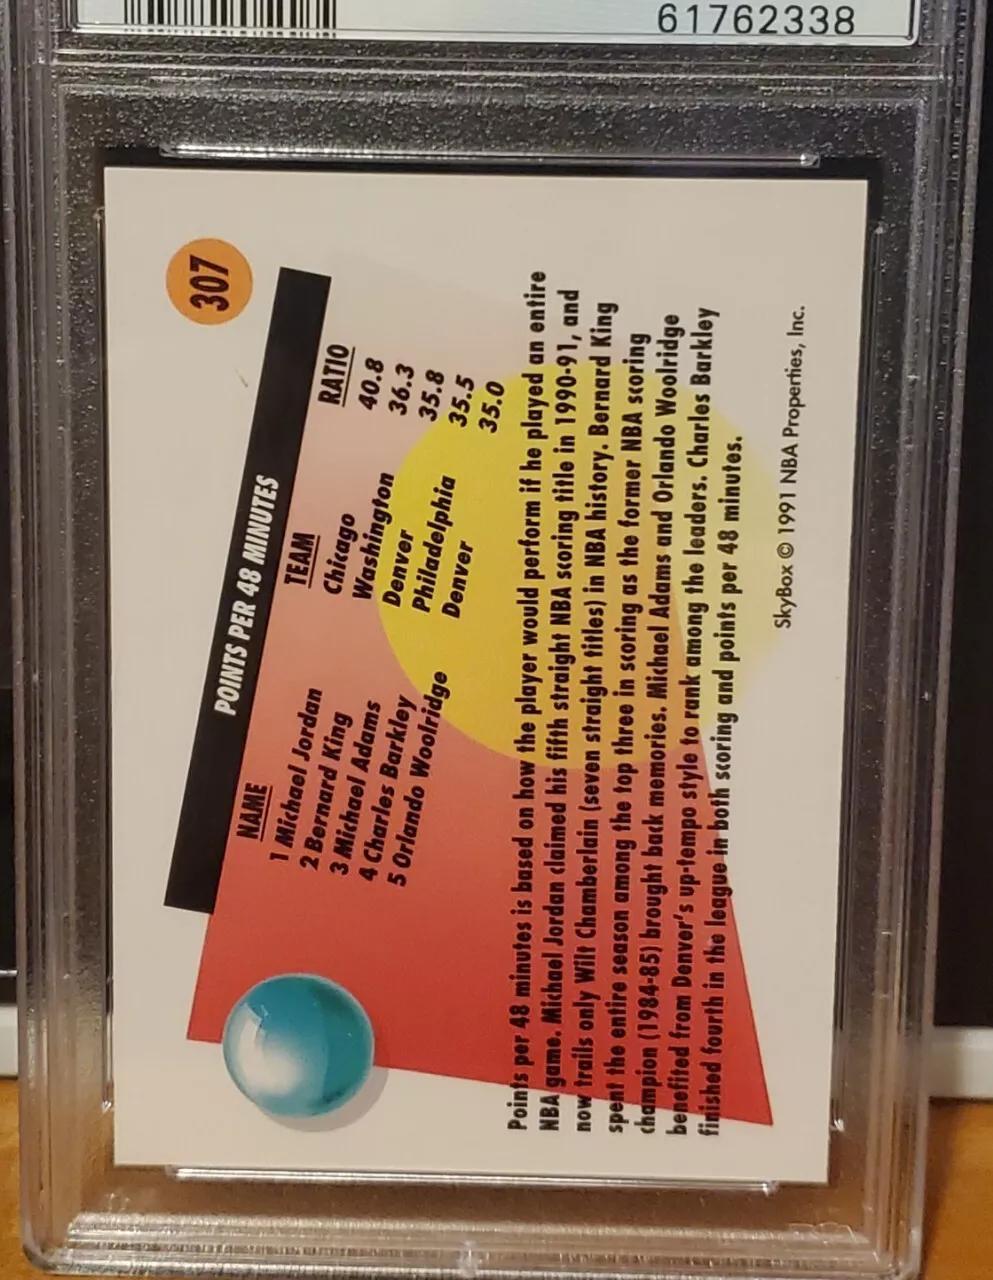 61762338
307
POINTS PER 48 MINUTES
NAME TEAM RATIO
1 Michael Jordan Chicago 40.8
2 Bernard King Washington 36.3
3 Michael Adams Denver 35.8
4 Charles Barkley Philadelphia 35.5
5 Orlando Woolridge Denver 35.0
Points per 48 minutes is based on how the player would perform if he played an entire
NBA game. Michael Jordan claimed his fifth straight NBA scoring title in 1990-91, and
now trails only Wilt Chamberlain (seven straight titles) in NBA history. Bernard King
spent the entire season among the top three in scoring as the former NBA scoring
champion (1984-85) brought back memories. Michael Adams and Orlando Woolridge
benefited from Denver's up-tempo style to rank among the leaders. Charles Barkley
finished fourth in the league in both scoring and points per 48 minutes.
SkyBox © 1991 NBA Properties, Inc.